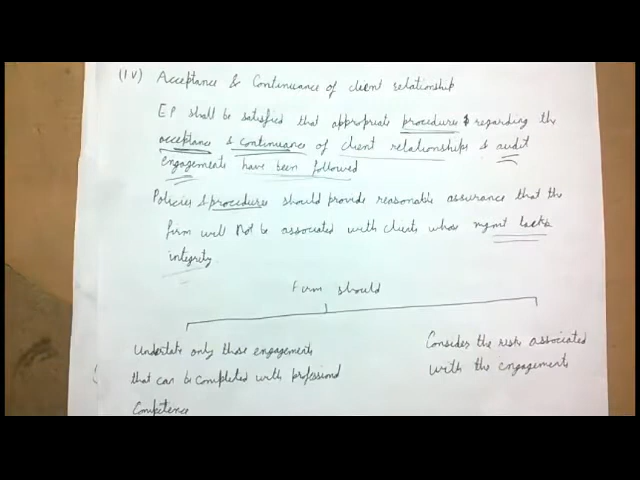 (IV) Acceptance & Continuance of client relationship
EP shall be satisfied that appropriate procedures regarding the
acceptance & continuance of client relationships & audit
engagements have been followed
Policies & procedures should provide reasonable assurance that the
firm will not be associated with clients whose mgmt lacks
integrity.
Firm should
Undertake only those engagements
that can be completed with professional
Competence
Consider the risks associated
with the engagements